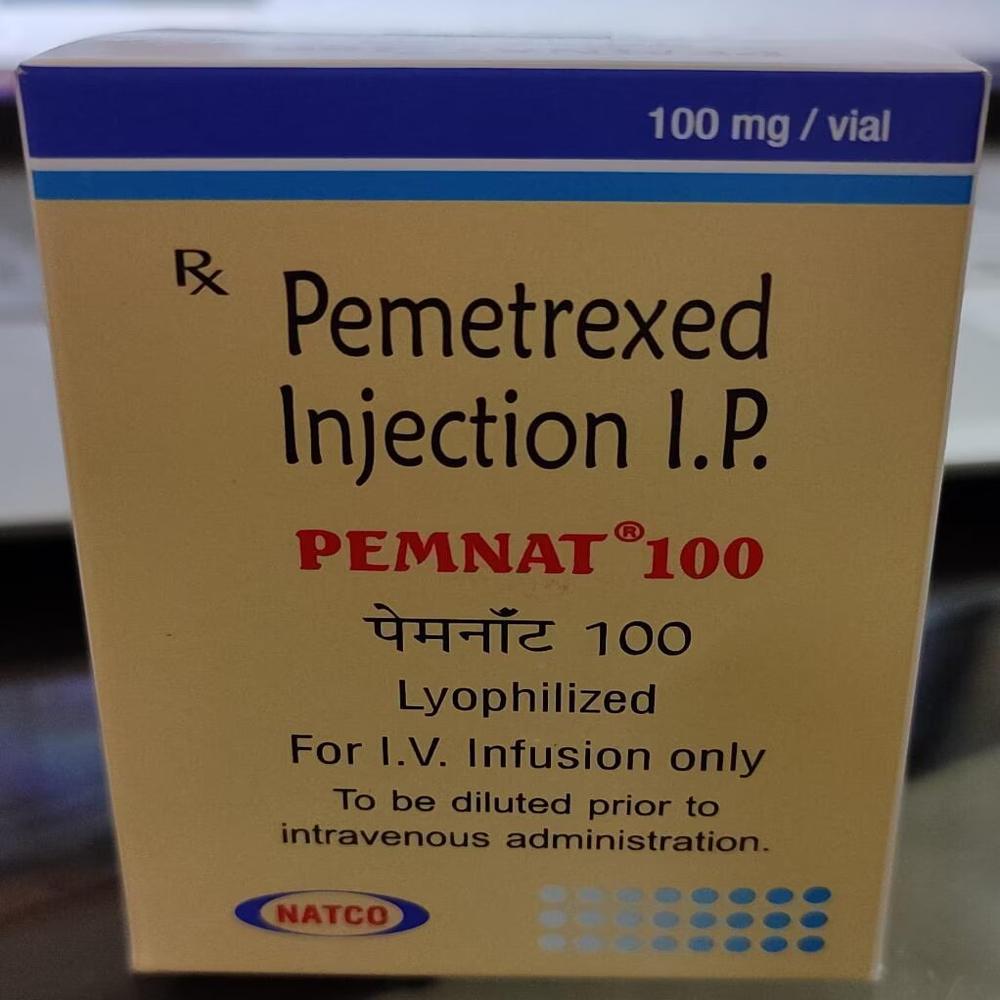 100 mg / vial
Rx Pemetrexed
Injection I.P.
PEMNAT® 100
पेमनॉंट 100
Lyophilized
For I.V. Infusion only
To be diluted prior to
intravenous administration.
NATCO